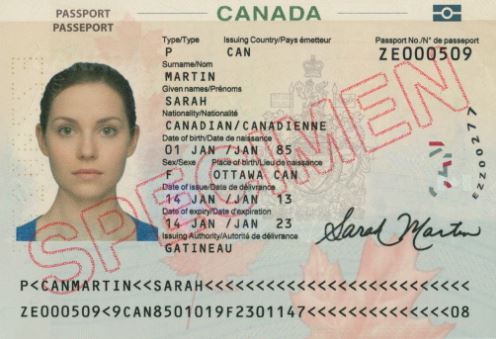 PASSPORT
PASSEPORT
CANADA
Type/Type Issuing Country/Pays émetteur Passport No./N° de passeport
P CAN ZE000509
Surname/Nom
MARTIN
Given names/Prénoms
SARAH
Nationality/Nationalité
CANADIAN/CANADIENNE
Date of birth/Date de naissance
01 JAN /JAN 85
Sex/Sexe Place of birth/Lieu de naissance
F OTTAWA CAN
Date of issue/Date de délivrance
14 JAN /JAN 13
Date of expiry/Date d'expiration
14 JAN /JAN 23
Issuing Authority/Autorité de délivrance
GATINEAU
SPECIMEN
Sarah Martin
EZ200277
P<CANMARTIN<<SARAH<<<<<<<<<<<<<<<<<<<<<<<<<<
ZE000509<9CAN8501019F2301147<<<<<<<<<<<<<<08